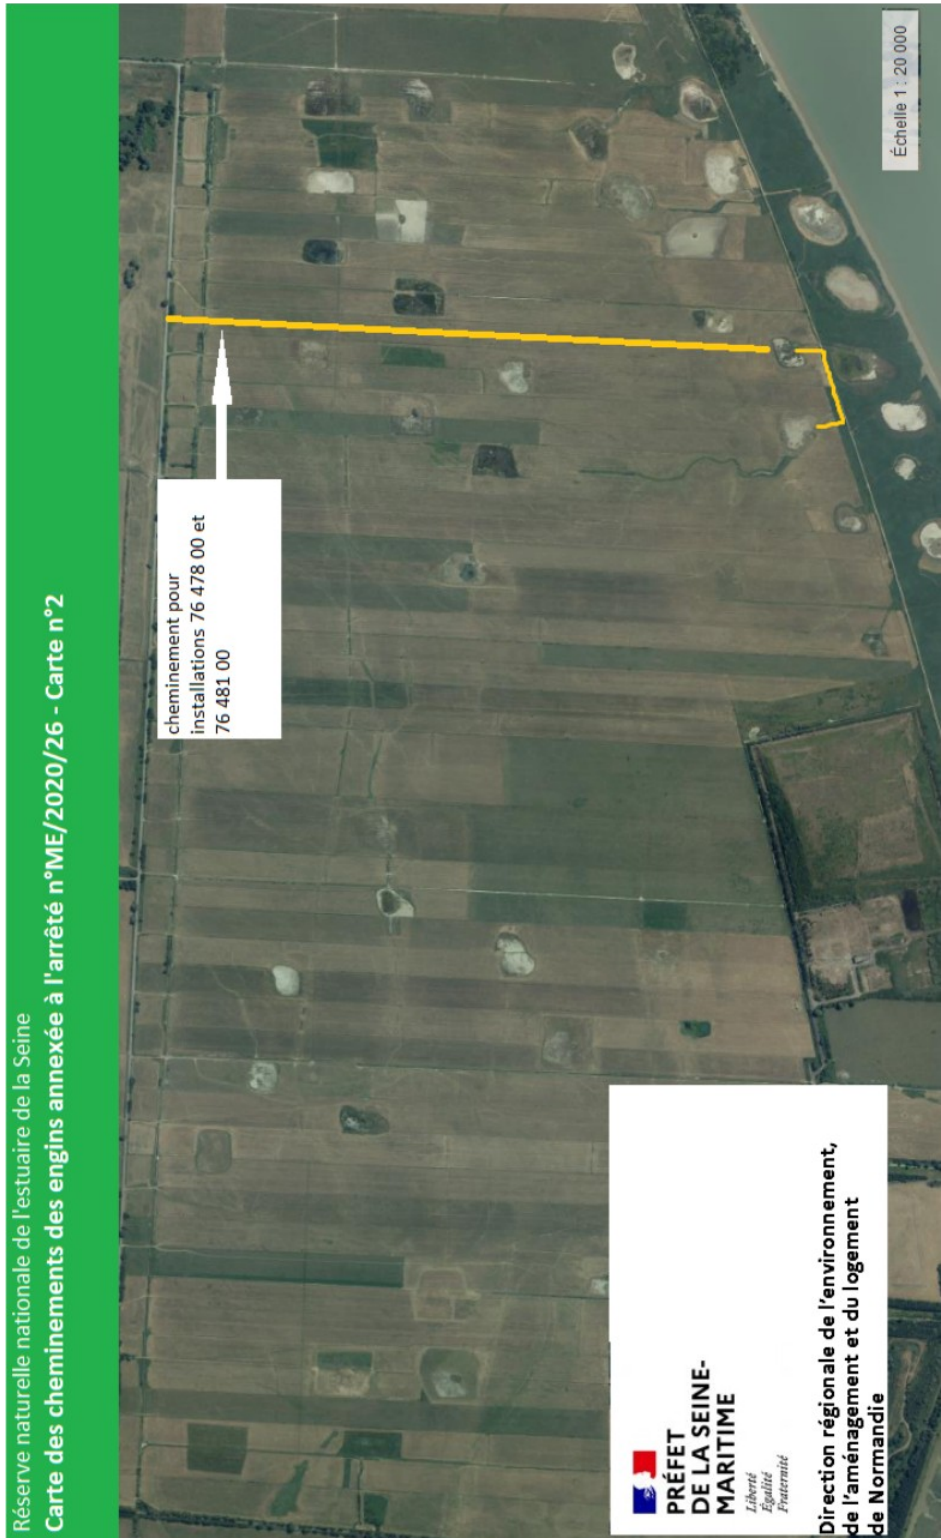 Réserve naturelle nationale de l'estuaire de la Seine
Carte des cheminements des engins annexée à l'arrêté n°ME/2020/26 - Carte n°2
cheminement pour
installations 76 478 00 et
76 481 00
Échelle 1 : 20 000
PRÉFET
DE LA SEINE-
MARITIME
Liberté
Égalité
Fraternité
Direction régionale de l'environnement,
de l'aménagement et du logement
de Normandie